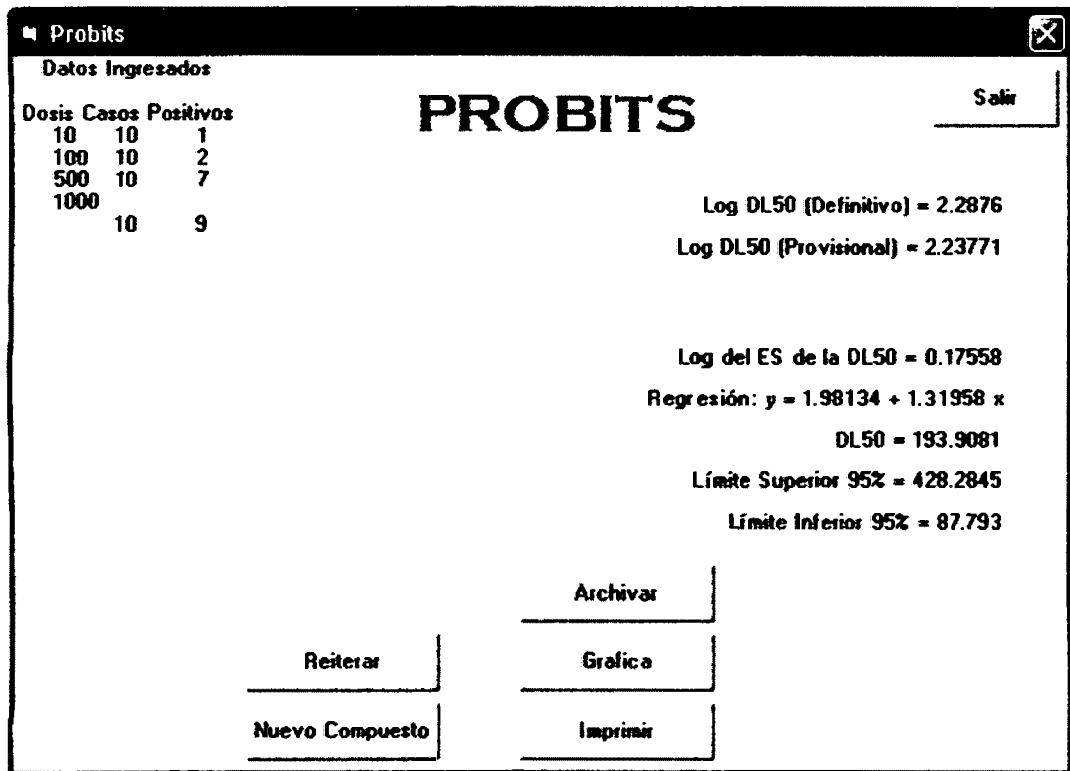 Probits
Datos Ingresados
Dosis Casos Positivos
10 10 1
100 10 2
500 10 7
1000
10 9
PROBITS
Salir
Log DL50 (Definitivo) = 2.2876
Log DL50 (Provisional) = 2.23771
Log del ES de la DL50 = 0.17558
Regresión: y = 1.98134 + 1.31958 x
DL50 = 193.9081
Límite Superior 95% = 428.2845
Límite Inferior 95% = 87.793
Archivar
Reiterar
Grafica
Nuevo Compuesto
Imprimir